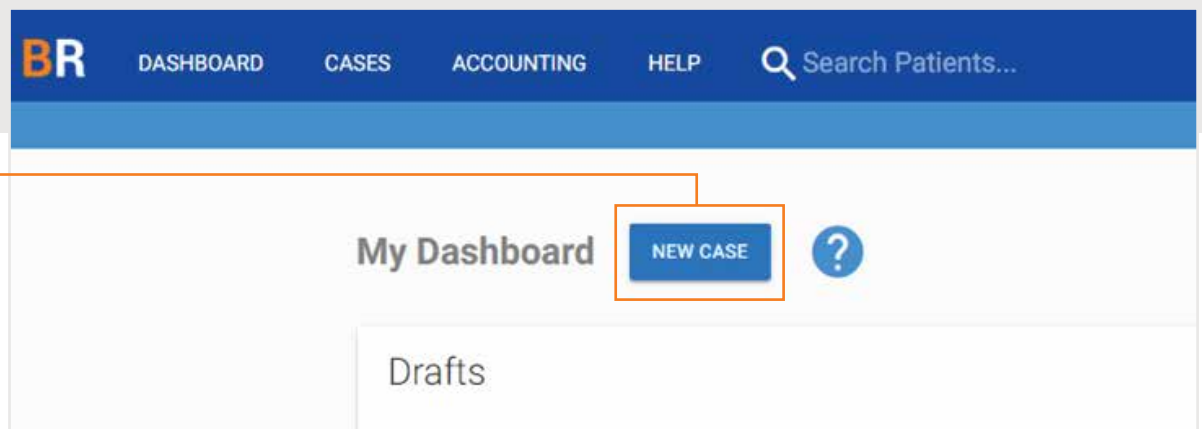 BR DASHBOARD CASES ACCOUNTING HELP Search Patients...
My Dashboard NEW CASE ?
Drafts